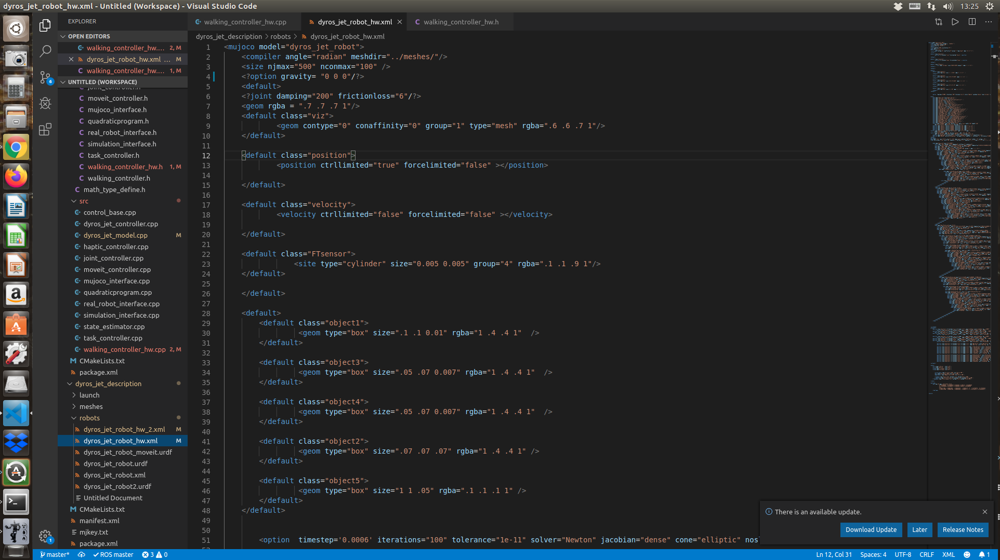 dyros_jet_robot_hw.xml - Untitled (Workspace) - Visual Studio Code
13:25
EXPLORER
OPEN EDITORS
walking_controller_hw.... 2, M
dyros_jet_robot_hw.xml ... M
walking_controller_hw.... 1, M
UNTITLED (WORKSPACE)
joint_controller.h
moveit_controller.h
mujoco_interface.h
quadraticprogram.h
real_robot_interface.h
simulation_interface.h
task_controller.h
walking_controller_hw.h 1, M
walking_controller.h
math_type_define.h
src
control_base.cpp
dyros_jet_controller.cpp
dyros_jet_model.cpp M
haptic_controller.cpp
joint_controller.cpp
moveit_controller.cpp
mujoco_interface.cpp
quadraticprogram.cpp
real_robot_interface.cpp
simulation_interface.cpp
state_estimator.cpp
task_controller.cpp
walking_controller_hw.cpp 2, M
CMakeLists.txt
package.xml
dyros_jet_description
launch
meshes
robots
dyros_jet_robot_hw_2.xml M
dyros_jet_robot_hw.xml M
dyros_jet_robot_moveit.urdf
dyros_jet_robot.urdf
dyros_jet_robot.xml
dyros_jet_robot2.urdf
Untitled Document
CMakeLists.txt
manifest.xml
mjkey.txt
package.xml
6
1
walking_controller_hw.cpp
dyros_jet_robot_hw.xml
walking_controller_hw.h
dyros_jet_description > robots > dyros_jet_robot_hw.xml
1 <mujoco model="dyros_jet_robot">
2 <compiler angle="radian" meshdir="../meshes/"/>
3 <size njmax="500" nconmax="100" />
4 <?option gravity= "0 0 0"/?>
5 <default>
6 <?joint damping="200" frictionloss="6"/?>
7 <geom rgba = ".7 .7 .7 1"/>
8 <default class="viz">
9 <geom contype="0" conaffinity="0" group="1" type="mesh" rgba=".6 .6 .7 1"/>
10 </default>
11
12 <default class="position">
13 <position ctrllimited="true" forcelimited="false" ></position>
14
15 </default>
16
17 <default class="velocity">
18 <velocity ctrllimited="false" forcelimited="false" ></velocity>
19
20 </default>
21
22 <default class="FTsensor">
23 <site type="cylinder" size="0.005 0.005" group="4" rgba=".1 .1 .9 1"/>
24 </default>
25
26 </default>
27
28 <default>
29 <default class="object1">
30 <geom type="box" size=".1 .1 0.01" rgba="1 .4 .4 1"  />
31 </default>
32
33 <default class="object3">
34 <geom type="box" size=".05 .07 0.007" rgba="1 .4 .4 1"  />
35 </default>
36
37 <default class="object4">
38 <geom type="box" size=".05 .07 0.007" rgba="1 .4 .4 1"  />
39 </default>
40
41 <default class="object2">
42 <geom type="box" size=".07 .07 .07" rgba="1 .4 .4 1" />
43 </default>
44
45 <default class="object5">
46 <geom type="box" size="1 1 .05" rgba=".1 .1 .1 1" />
47 </default>
48 </default>
49
50
51 <option  timestep='0.0006' iterations="100" tolerance="1e-11" solver="Newton" jacobian="dense" cone="elliptic" nos
There is an available update.
Download Update
Later
Release Notes
master*
ROS master
3
0
Ln 12, Col 31
Spaces: 4
UTF-8
CRLF
XML
1